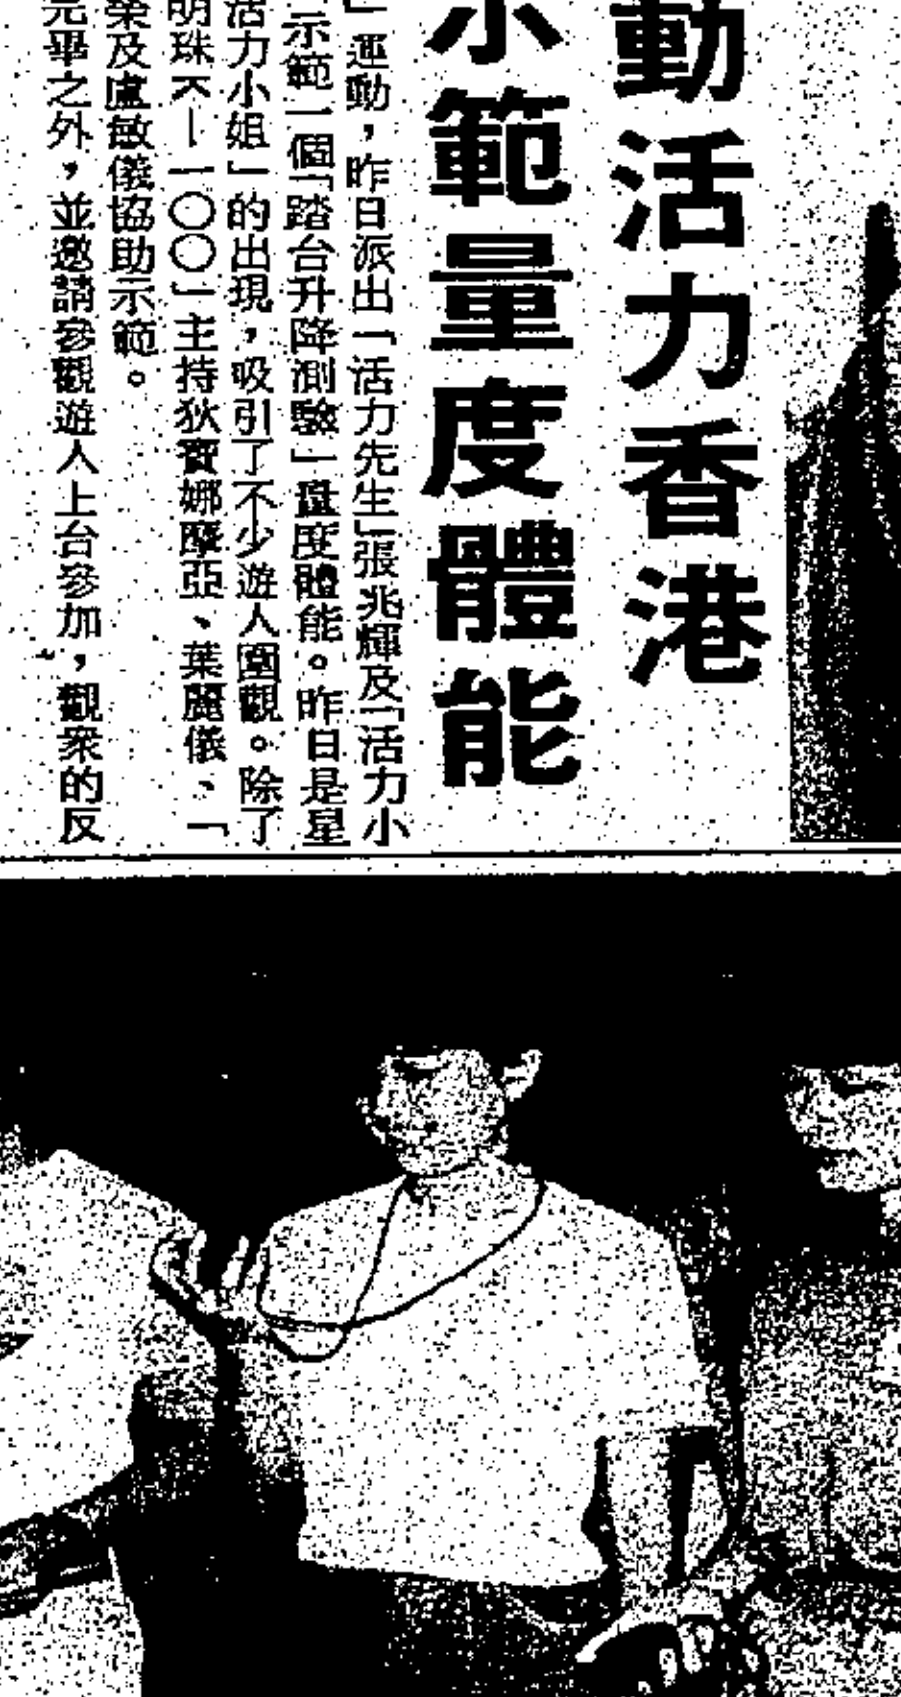 動活力香港
示範量度體能
」運動，昨日派出「活力先生」張兆輝及「活力小
示範一個「踏台升降測驗」量度體能。昨日是星
活力小姐」的出現，吸引了不少遊人圍觀。除了
明珠K—一〇〇」主持狄寶娜摩亞、葉麗儀、「
榮及盧敏儀協助示範。
完畢之外，並邀請參觀遊人上台參加，觀衆的反